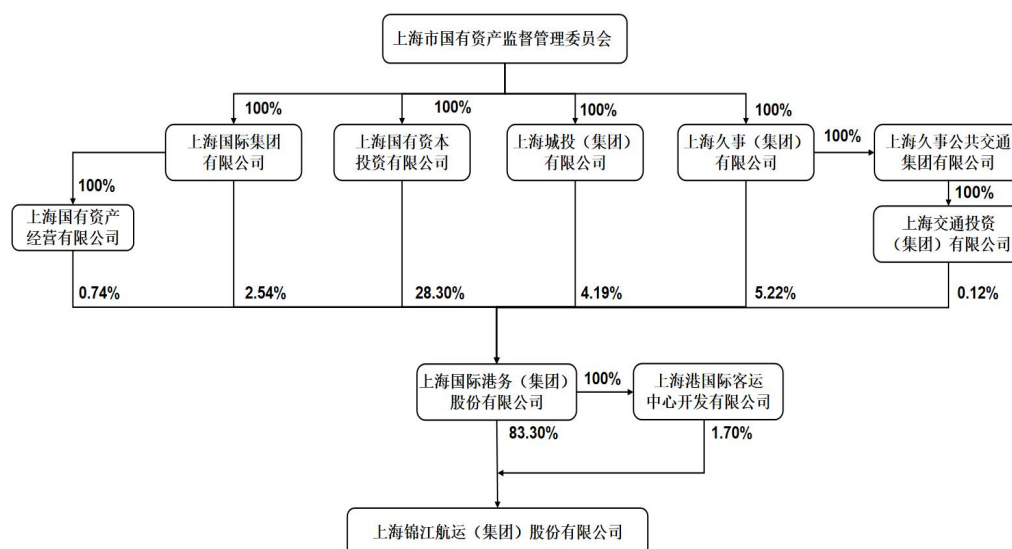 上海市国有资产监督管理委员会
100%
100%
100%
100%
上海国际集团
有限公司
上海国有资本
投资有限公司
上海城投（集团）
有限公司
上海久事（集团）
有限公司
100%
上海久事公共交通
集团有限公司
100%
100%
上海国有资产
经营有限公司
上海交通投资
（集团）有限公司
0.74%
2.54%
28.30%
4.19%
5.22%
0.12%
上海国际港务（集团）
股份有限公司
100%
上海港国际客运
中心开发有限公司
83.30%
1.70%
上海锦江航运（集团）股份有限公司